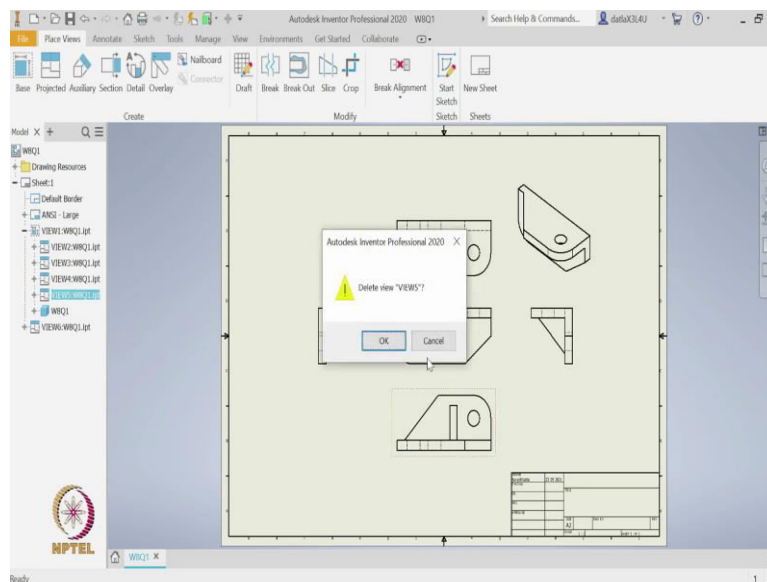 Autodesk Inventor Professional 2020 W8Q1
Search Help & Commands...
datlaX3L4U
File Place Views Annotate Sketch Tools Manage View Environments Get Started Collaborate
Base Projected Auxiliary Section Detail Overlay
Nailboard
Connector
Draft Break Break Out Slice Crop
Break Alignment
Start Sketch
New Sheet
Create Modify Sketch Sheets
Model
W8Q1
Drawing Resources
Sheet:1
Default Border
ANSI - Large
VIEW1:W8Q1.ipt
VIEW2:W8Q1.ipt
VIEW3:W8Q1.ipt
VIEW4:W8Q1.ipt
VIEW5:W8Q1.ipt
W8Q1
VIEW6:W8Q1.ipt
Autodesk Inventor Professional 2020
Delete view "VIEW5"?
OK Cancel
A2
NPTEL
W8Q1
Ready 1